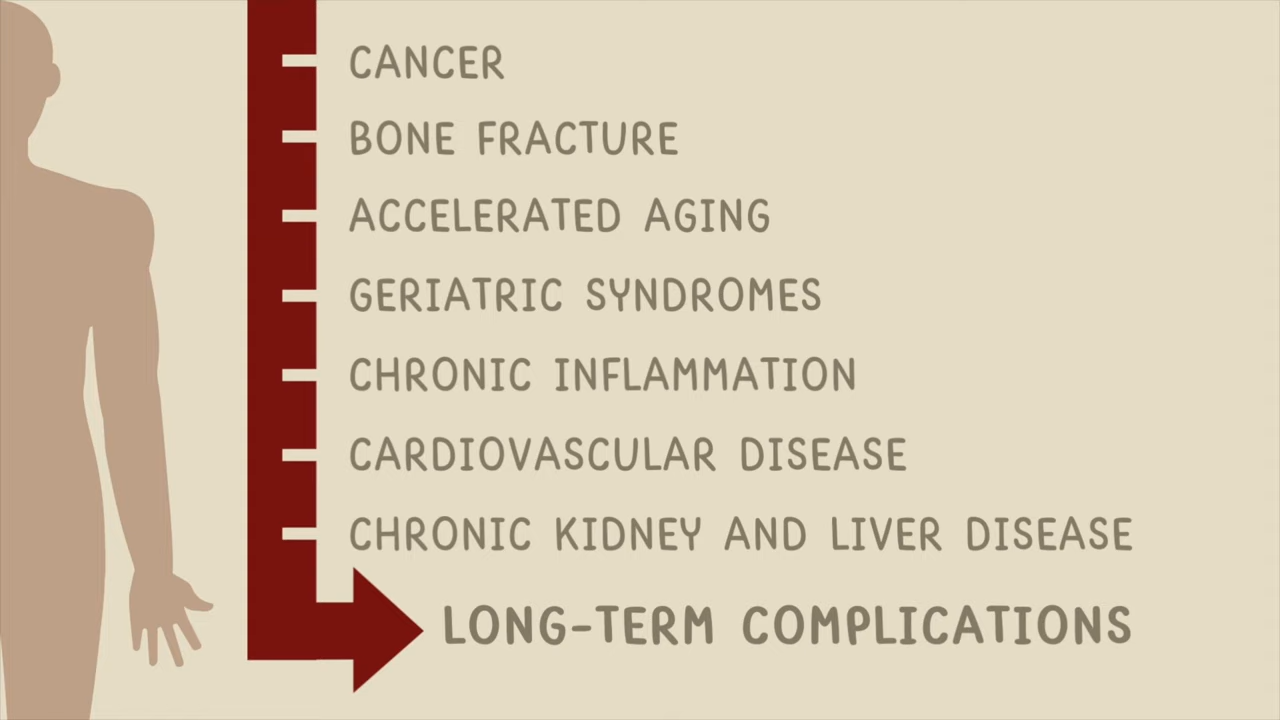 CANCER
BONE FRACTURE
ACCELERATED AGING
GERIATRIC SYNDROMES
CHRONIC INFLAMMATION
CARDIOVASCULAR DISEASE
CHRONIC KIDNEY AND LIVER DISEASE
LONG-TERM COMPLICATIONS